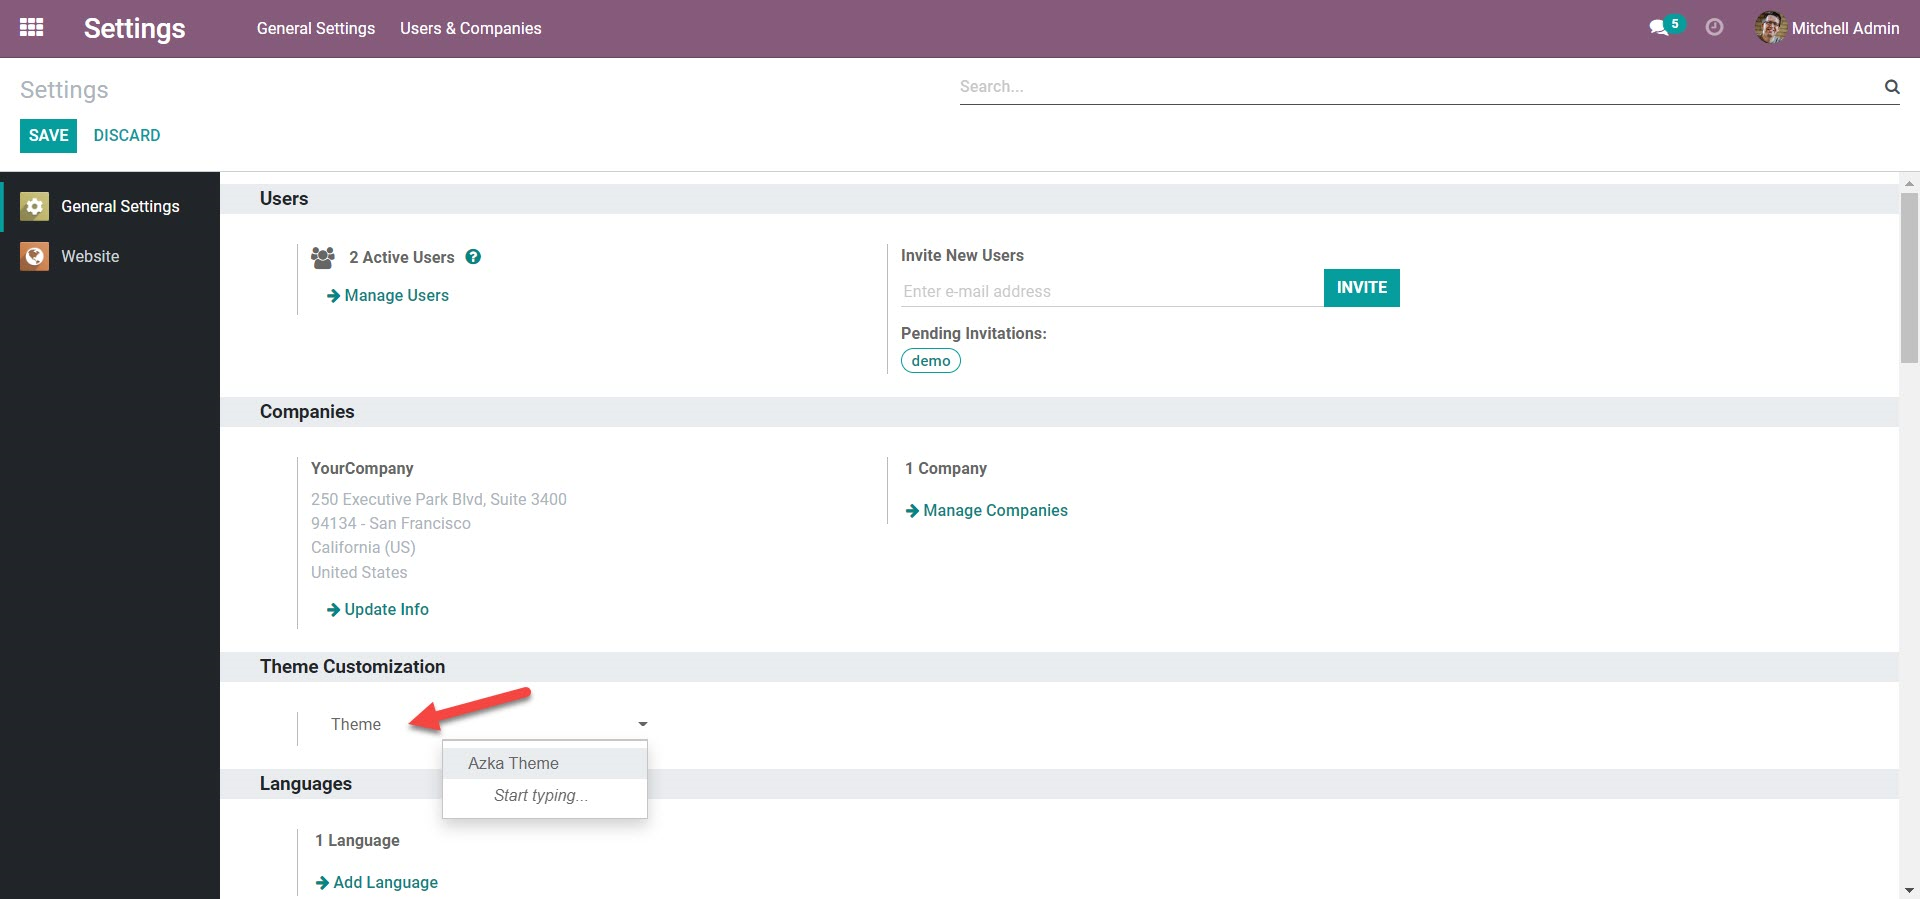 Settings
General Settings
Users & Companies
5
Mitchell Admin
Settings
Search...
SAVE
DISCARD
General Settings
Website
Users
2 Active Users
Manage Users
Invite New Users
Enter e-mail address
INVITE
Pending Invitations:
demo
Companies
YourCompany
250 Executive Park Blvd, Suite 3400
94134 - San Francisco
California (US)
United States
Update Info
1 Company
Manage Companies
Theme Customization
Theme
Azka Theme
Start typing...
Languages
1 Language
Add Language